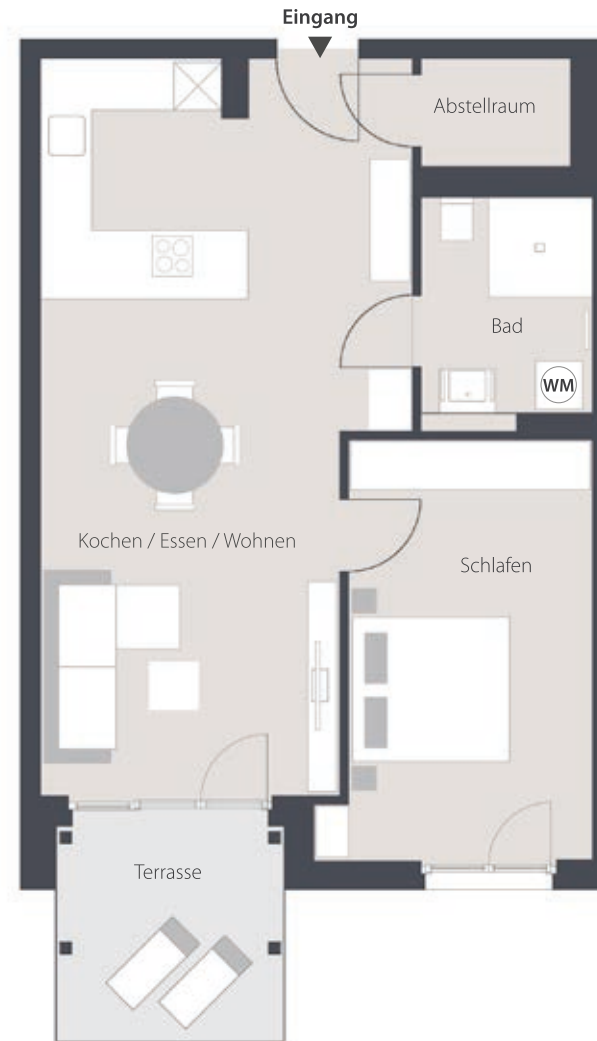 Eingang
Abstellraum
Bad
WM
Kochen / Essen / Wohnen
Schlafen
Terrasse